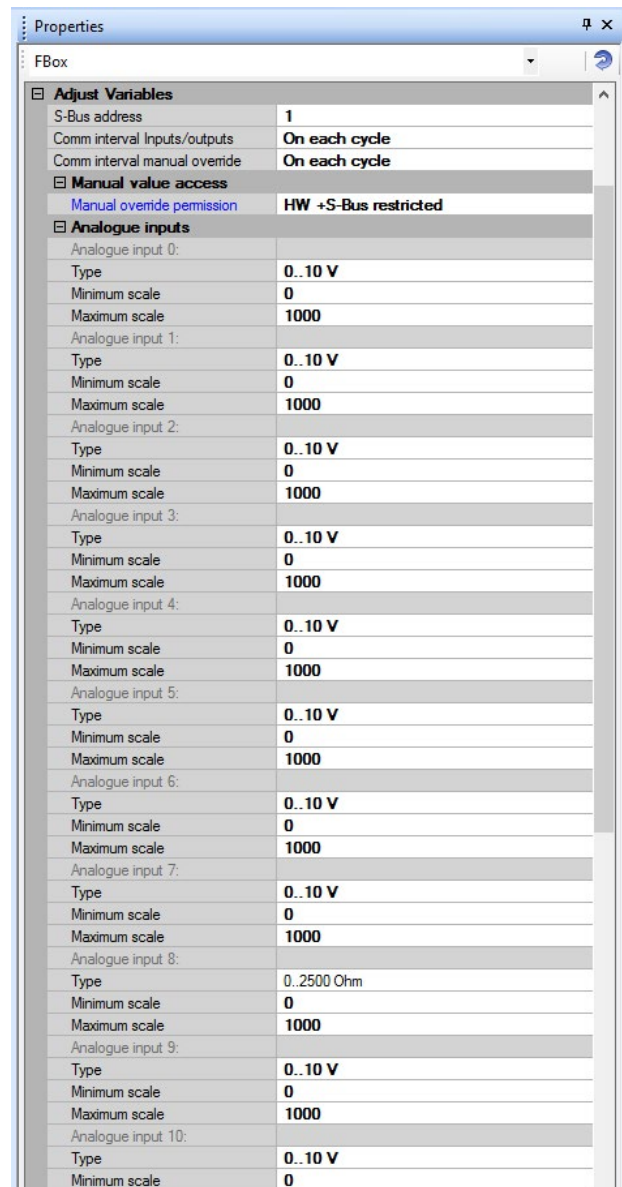 Properties
FBox
Adjust Variables
S-Bus address 1
Comm interval Inputs/outputs On each cycle
Comm interval manual override On each cycle
Manual value access
Manual override permission HW +S-Bus restricted
Analogue inputs
Analogue input 0:
Type 0..10 V
Minimum scale 0
Maximum scale 1000
Analogue input 1:
Type 0..10 V
Minimum scale 0
Maximum scale 1000
Analogue input 2:
Type 0..10 V
Minimum scale 0
Maximum scale 1000
Analogue input 3:
Type 0..10 V
Minimum scale 0
Maximum scale 1000
Analogue input 4:
Type 0..10 V
Minimum scale 0
Maximum scale 1000
Analogue input 5:
Type 0..10 V
Minimum scale 0
Maximum scale 1000
Analogue input 6:
Type 0..10 V
Minimum scale 0
Maximum scale 1000
Analogue input 7:
Type 0..10 V
Minimum scale 0
Maximum scale 1000
Analogue input 8:
Type 0..2500 Ohm
Minimum scale 0
Maximum scale 1000
Analogue input 9:
Type 0..10 V
Minimum scale 0
Maximum scale 1000
Analogue input 10:
Type 0..10 V
Minimum scale 0